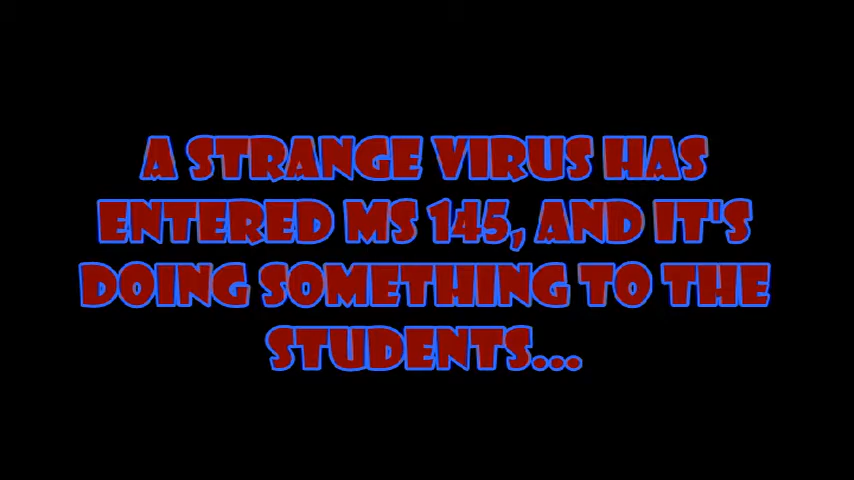 A STRANGE VIRUS HAS
ENTERED MS 145, AND IT'S
DOING SOMETHING TO THE
STUDENTS...